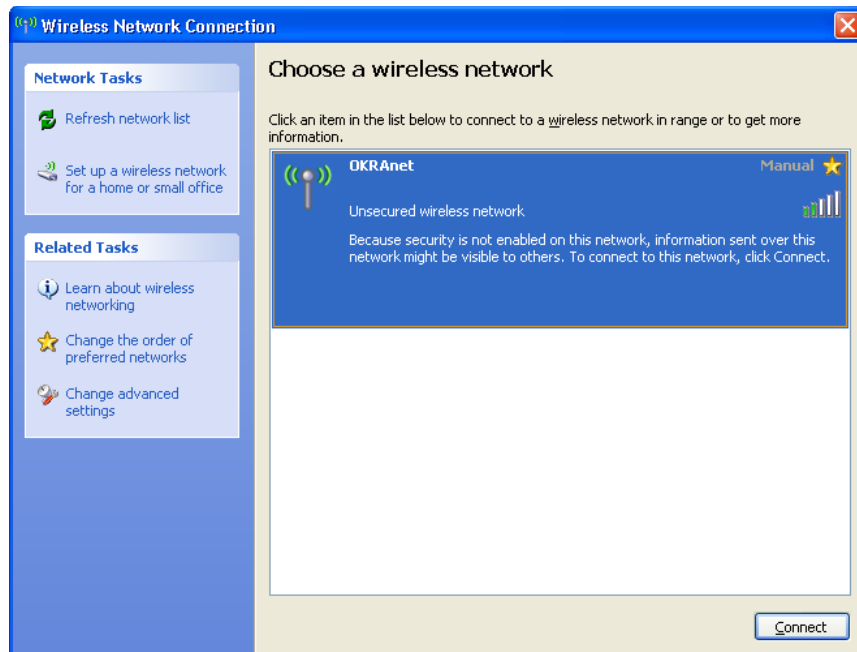 Wireless Network Connection
Network Tasks
Refresh network list
Set up a wireless network
for a home or small office
Related Tasks
Learn about wireless
networking
Change the order of
preferred networks
Change advanced
settings
Choose a wireless network
Click an item in the list below to connect to a wireless network in range or to get more
information.
OKRAnet
Manual
Unsecured wireless network
Because security is not enabled on this network, information sent over this
network might be visible to others. To connect to this network, click Connect.
Connect